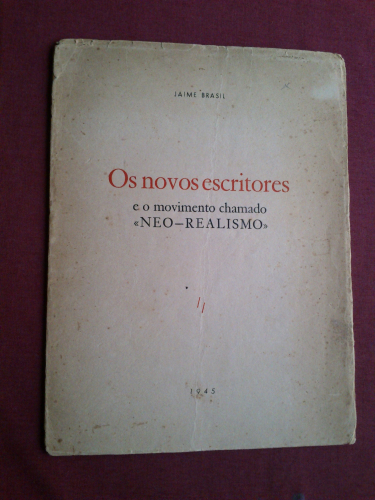 JAIME BRASIL
Os novos escritores
e o movimento chamado
«NEO-REALISMO»
1945